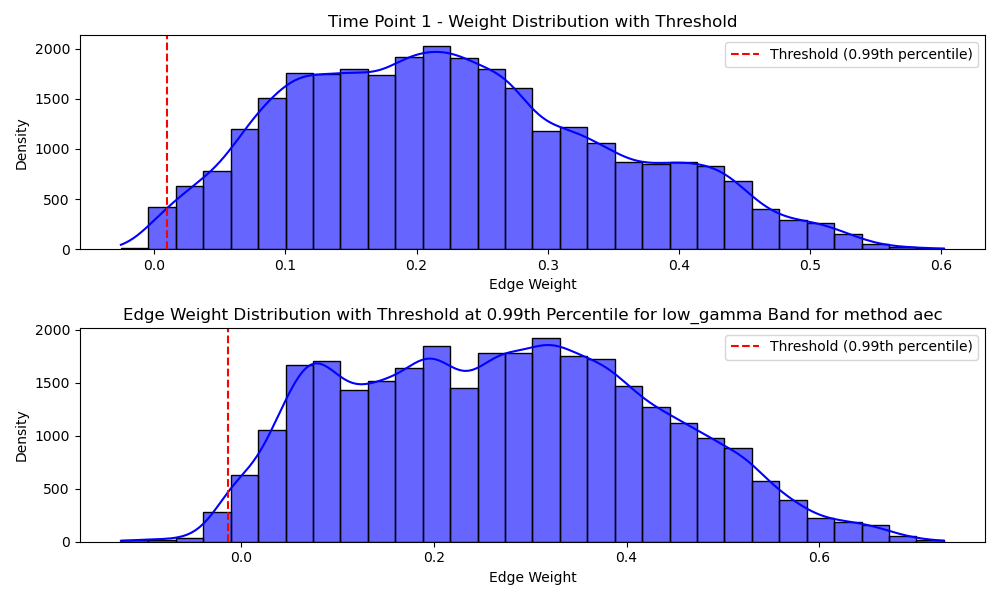 Time Point 1 - Weight Distribution with Threshold
Threshold (0.99th percentile)
2000
1500
1000
500
0
Density
0.0 0.1 0.2 0.3 0.4 0.5 0.6
Edge Weight
Edge Weight Distribution with Threshold at 0.99th Percentile for low_gamma Band for method aec
Threshold (0.99th percentile)
2000
1500
1000
500
0
Density
0.0 0.2 0.4 0.6
Edge Weight